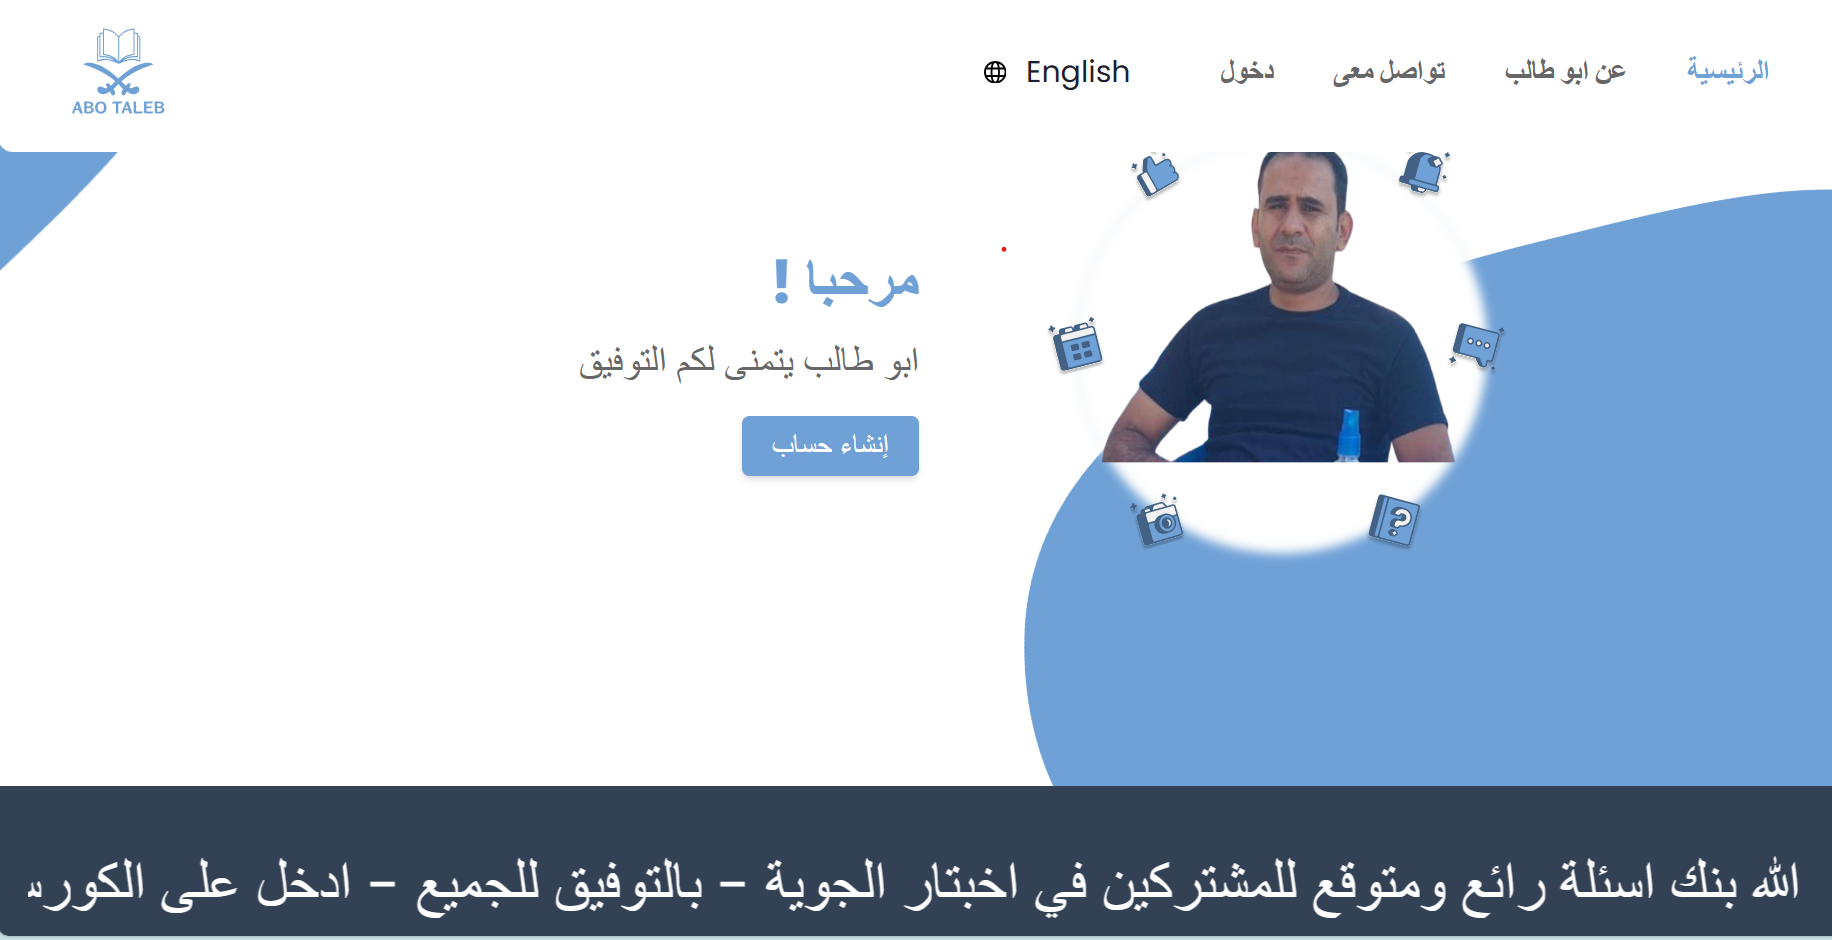 الرئيسية
عن ابو طالب
تواصل معى
دخول
English
ABO TALEB
مرحبا !
ابو طالب يتمنى لكم التوفيق
إنشاء حساب
الله بنك اسئلة رائع ومتوقع للمشتركين في اخبتار الجوية - بالتوفيق للجميع - ادخل على الكورس